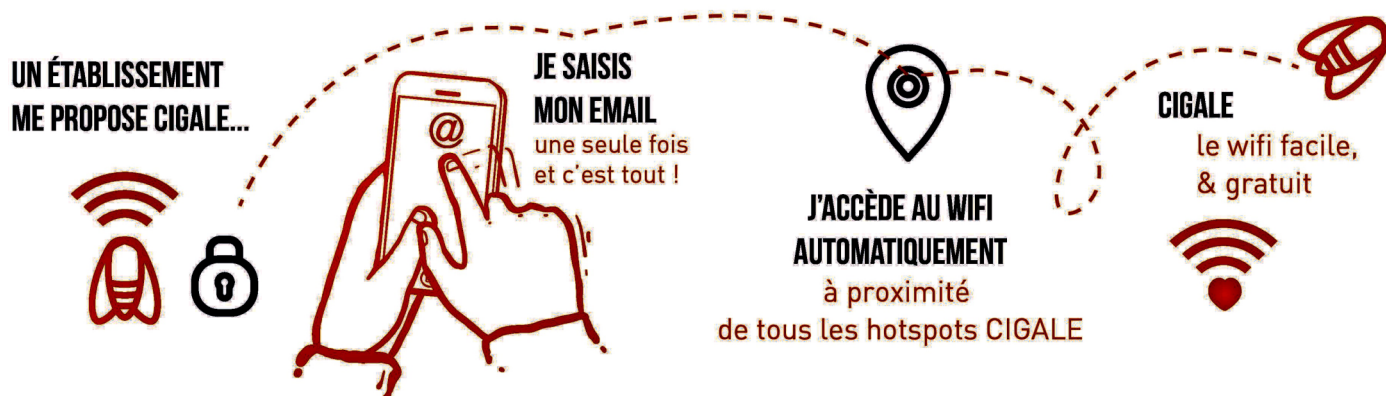 UN ÉTABLISSEMENT
ME PROPOSE CIGALE...
@
JE SAISIS
MON EMAIL
une seule fois
et c'est tout !
J'ACCÈDE AU WIFI
AUTOMATIQUEMENT
à proximité
de tous les hotspots CIGALE
CIGALE
le wifi facile,
& gratuit